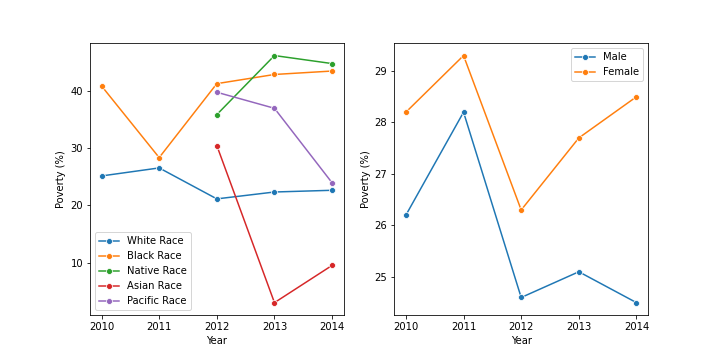 40
30
20
10
Poverty (%)
White Race
Black Race
Native Race
Asian Race
Pacific Race
2010 2011 2012 2013 2014
Year
29
28
27
26
25
Poverty (%)
Male
Female
2010 2011 2012 2013 2014
Year